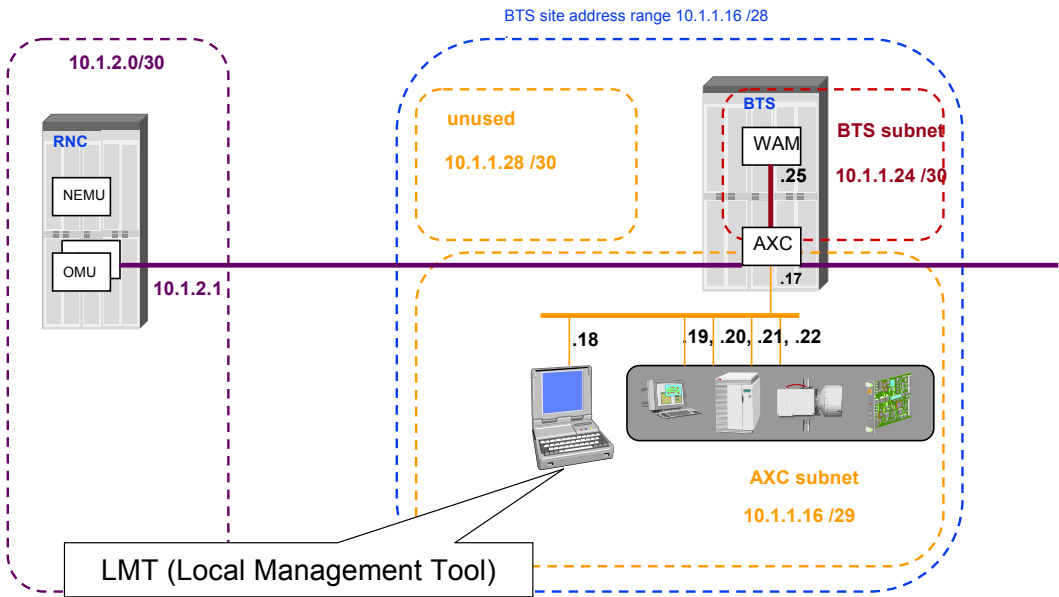 BTS site address range 10.1.1.16 /28
10.1.2.0/30
RNC
NEMU
OMU
10.1.2.1
unused
10.1.1.28 /30
BTS
WAM
.25
AXC
.17
BTS subnet
10.1.1.24 /30
.18
.19, .20, .21, .22
AXC subnet
10.1.1.16 /29
LMT (Local Management Tool)